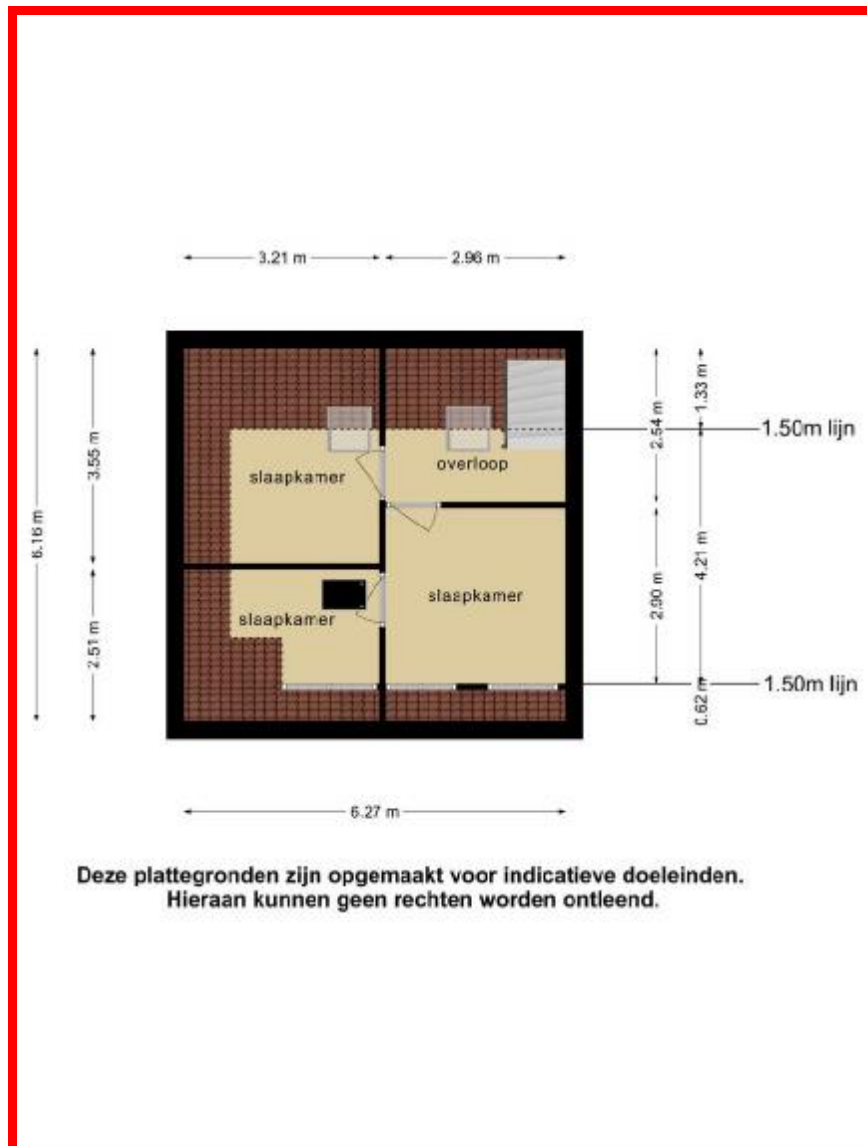 3.21 m
2.96 m
6.16 m
3.55 m
2.51 m
2.54 m
2.90 m
1.33 m
4.21 m
0.62 m
1.50m lijn
slaapkamer
overloop
slaapkamer
slaapkamer
1.50m lijn
6.27 m
Deze plattegronden zijn opgemaakt voor indicatieve doeleinden.
Hieraan kunnen geen rechten worden ontleend.